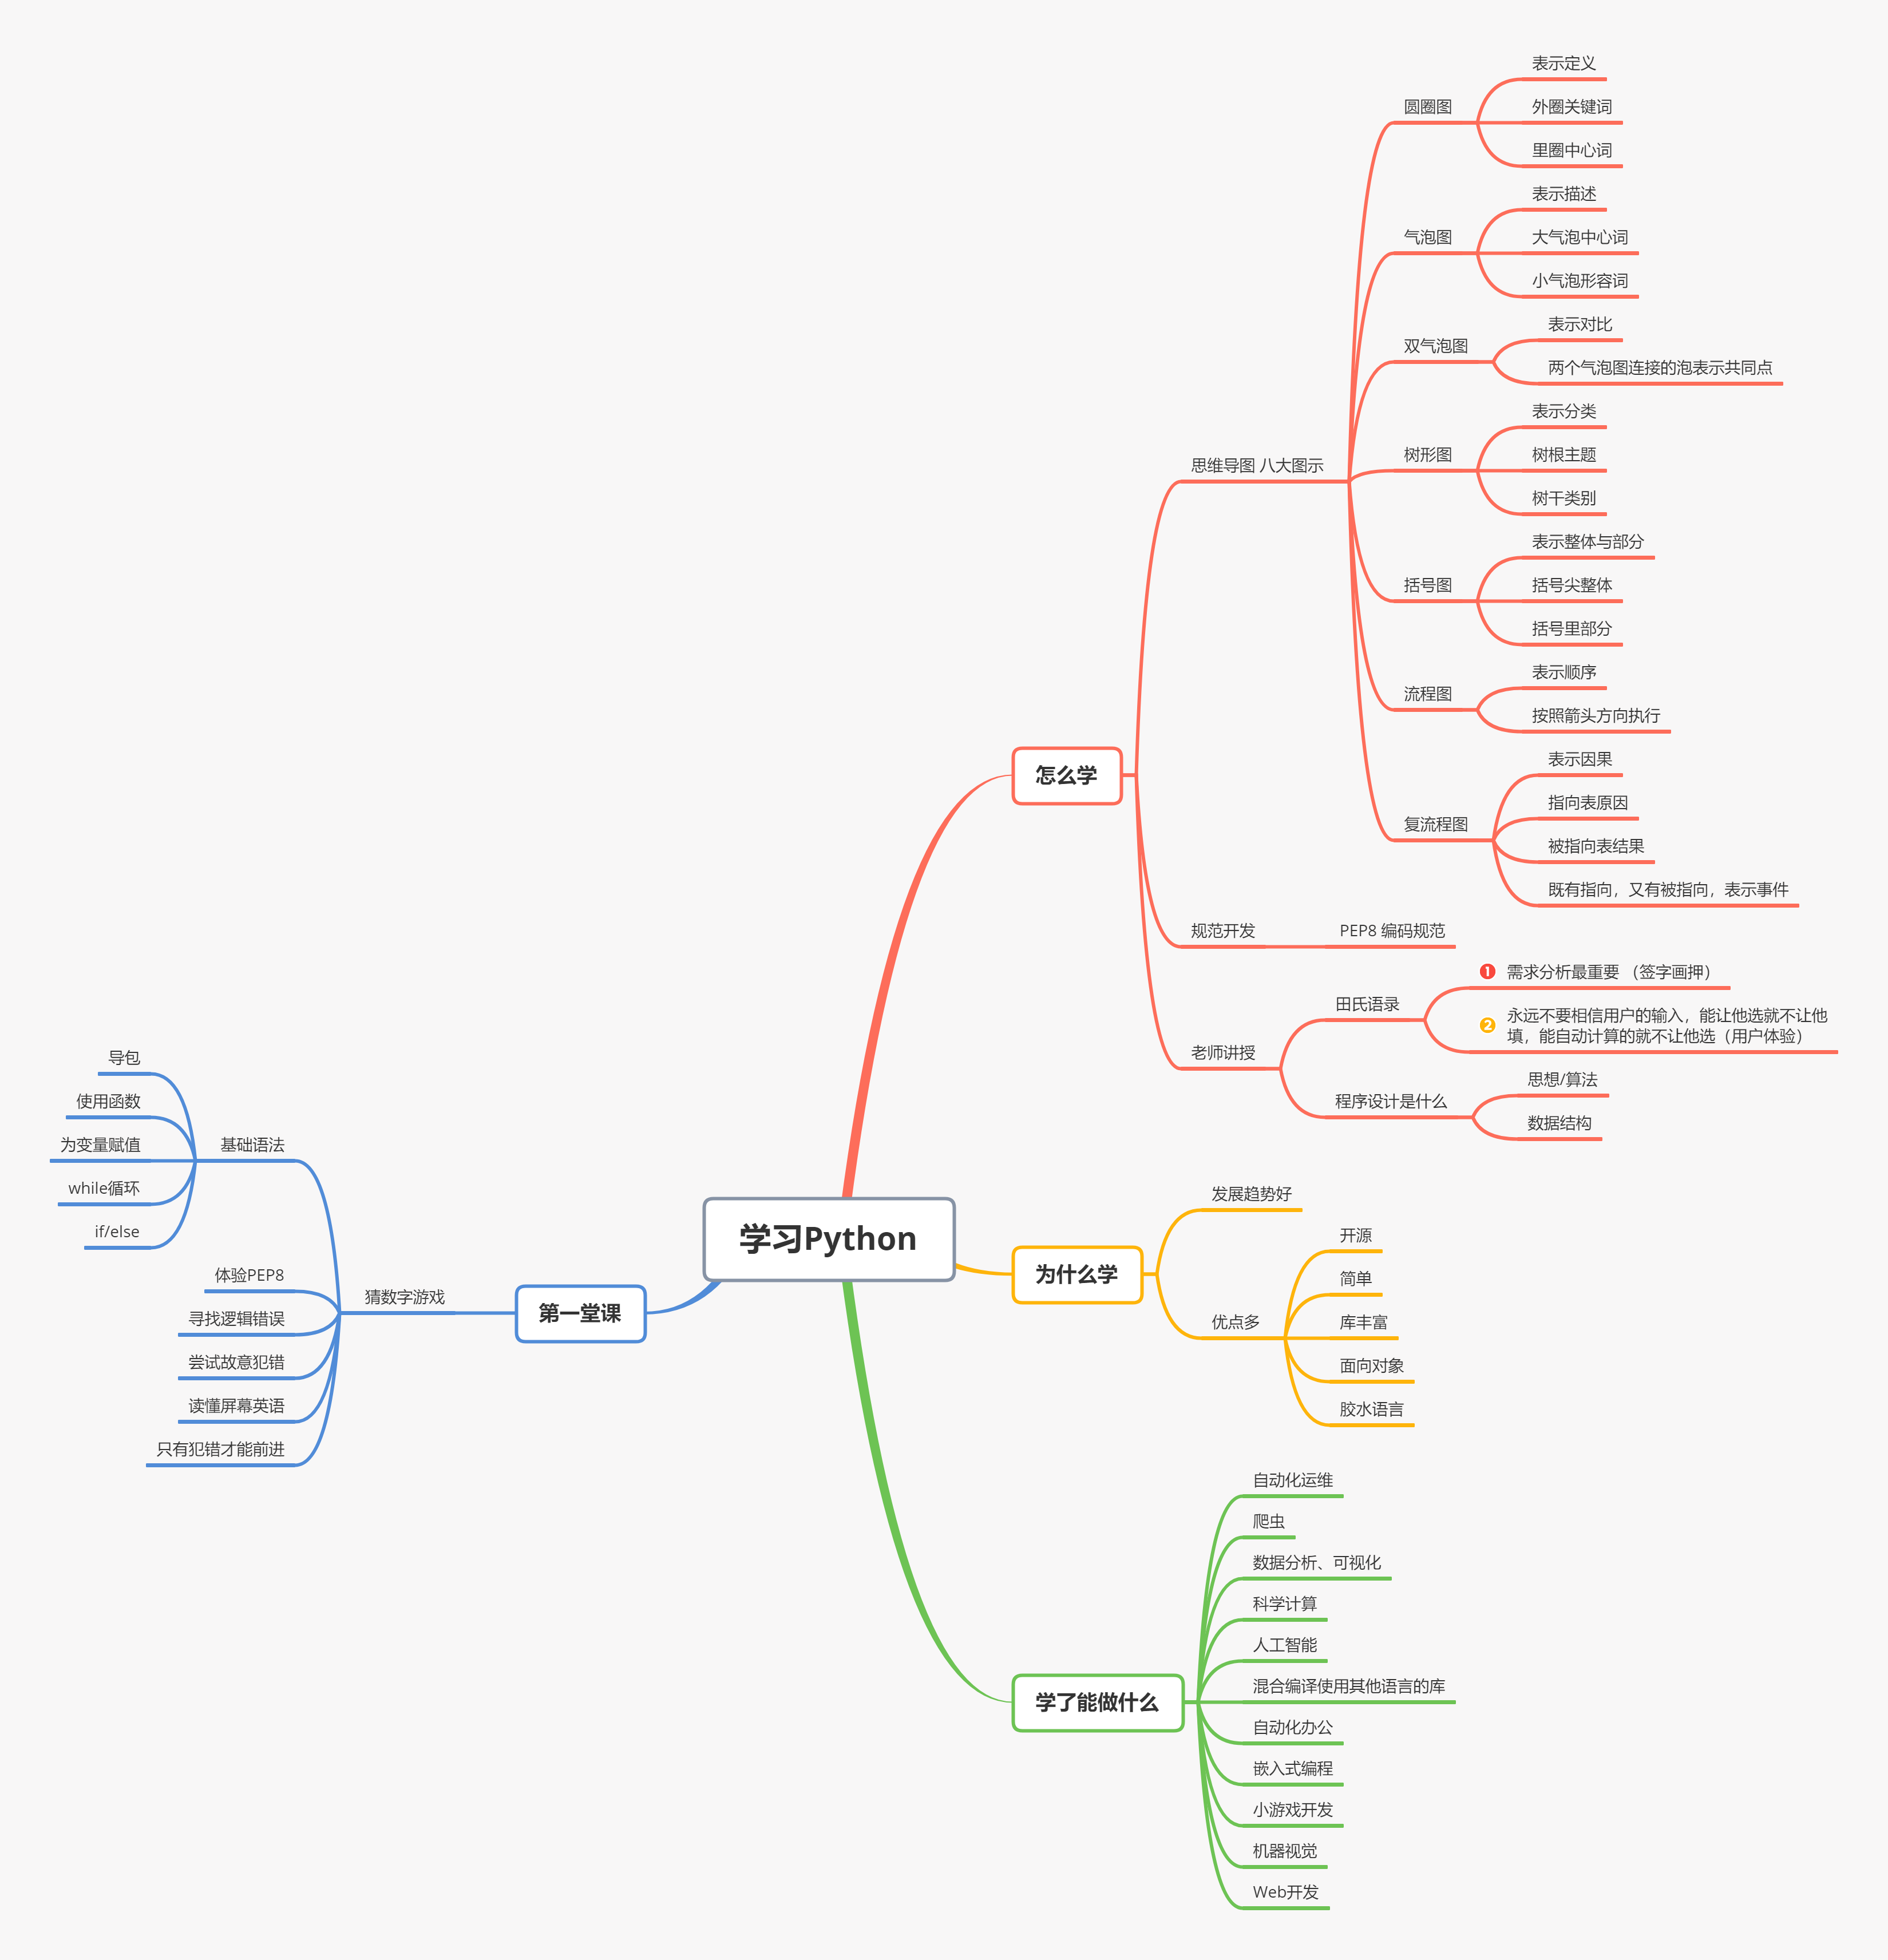 学习Python
怎么学
思维导图 八大图示
圆圈图
表示定义
外圈关键词
里圈中心词
气泡图
表示描述
大气泡中心词
小气泡形容词
双气泡图
表示对比
两个气泡图连接的泡表示共同点
树形图
表示分类
树根主题
树干类别
括号图
表示整体与部分
括号尖整体
括号里部分
流程图
表示顺序
按照箭头方向执行
复流程图
表示因果
指向表原因
被指向表结果
既有指向，又有被指向，表示事件
规范开发
PEP8 编码规范
老师讲授
田氏语录
1 需求分析最重要 （签字画押）
2 永远不要相信用户的输入，能让他选就不让他
填，能自动计算的就不让他选（用户体验）
程序设计是什么
思想/算法
数据结构
为什么学
发展趋势好
优点多
开源
简单
库丰富
面向对象
胶水语言
学了能做什么
自动化运维
爬虫
数据分析、可视化
科学计算
人工智能
混合编译使用其他语言的库
自动化办公
嵌入式编程
小游戏开发
机器视觉
Web开发
第一堂课
猜数字游戏
基础语法
导包
使用函数
为变量赋值
while循环
if/else
体验PEP8
寻找逻辑错误
尝试故意犯错
读懂屏幕英语
只有犯错才能前进